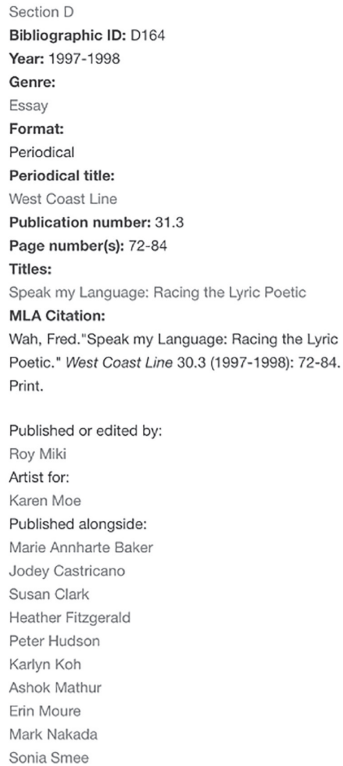 Section D
Bibliographic ID: D164
Year: 1997-1998
Genre:
Essay
Format:
Periodical
Periodical title:
West Coast Line
Publication number: 31.3
Page number(s): 72-84
Titles:
Speak my Language: Racing the Lyric Poetic
MLA Citation:
Wah, Fred."Speak my Language: Racing the Lyric
Poetic." West Coast Line 30.3 (1997-1998): 72-84.
Print.
Published or edited by:
Roy Miki
Artist for:
Karen Moe
Published alongside:
Marie Annharte Baker
Jodey Castricano
Susan Clark
Heather Fitzgerald
Peter Hudson
Karlyn Koh
Ashok Mathur
Erin Moure
Mark Nakada
Sonia Smee